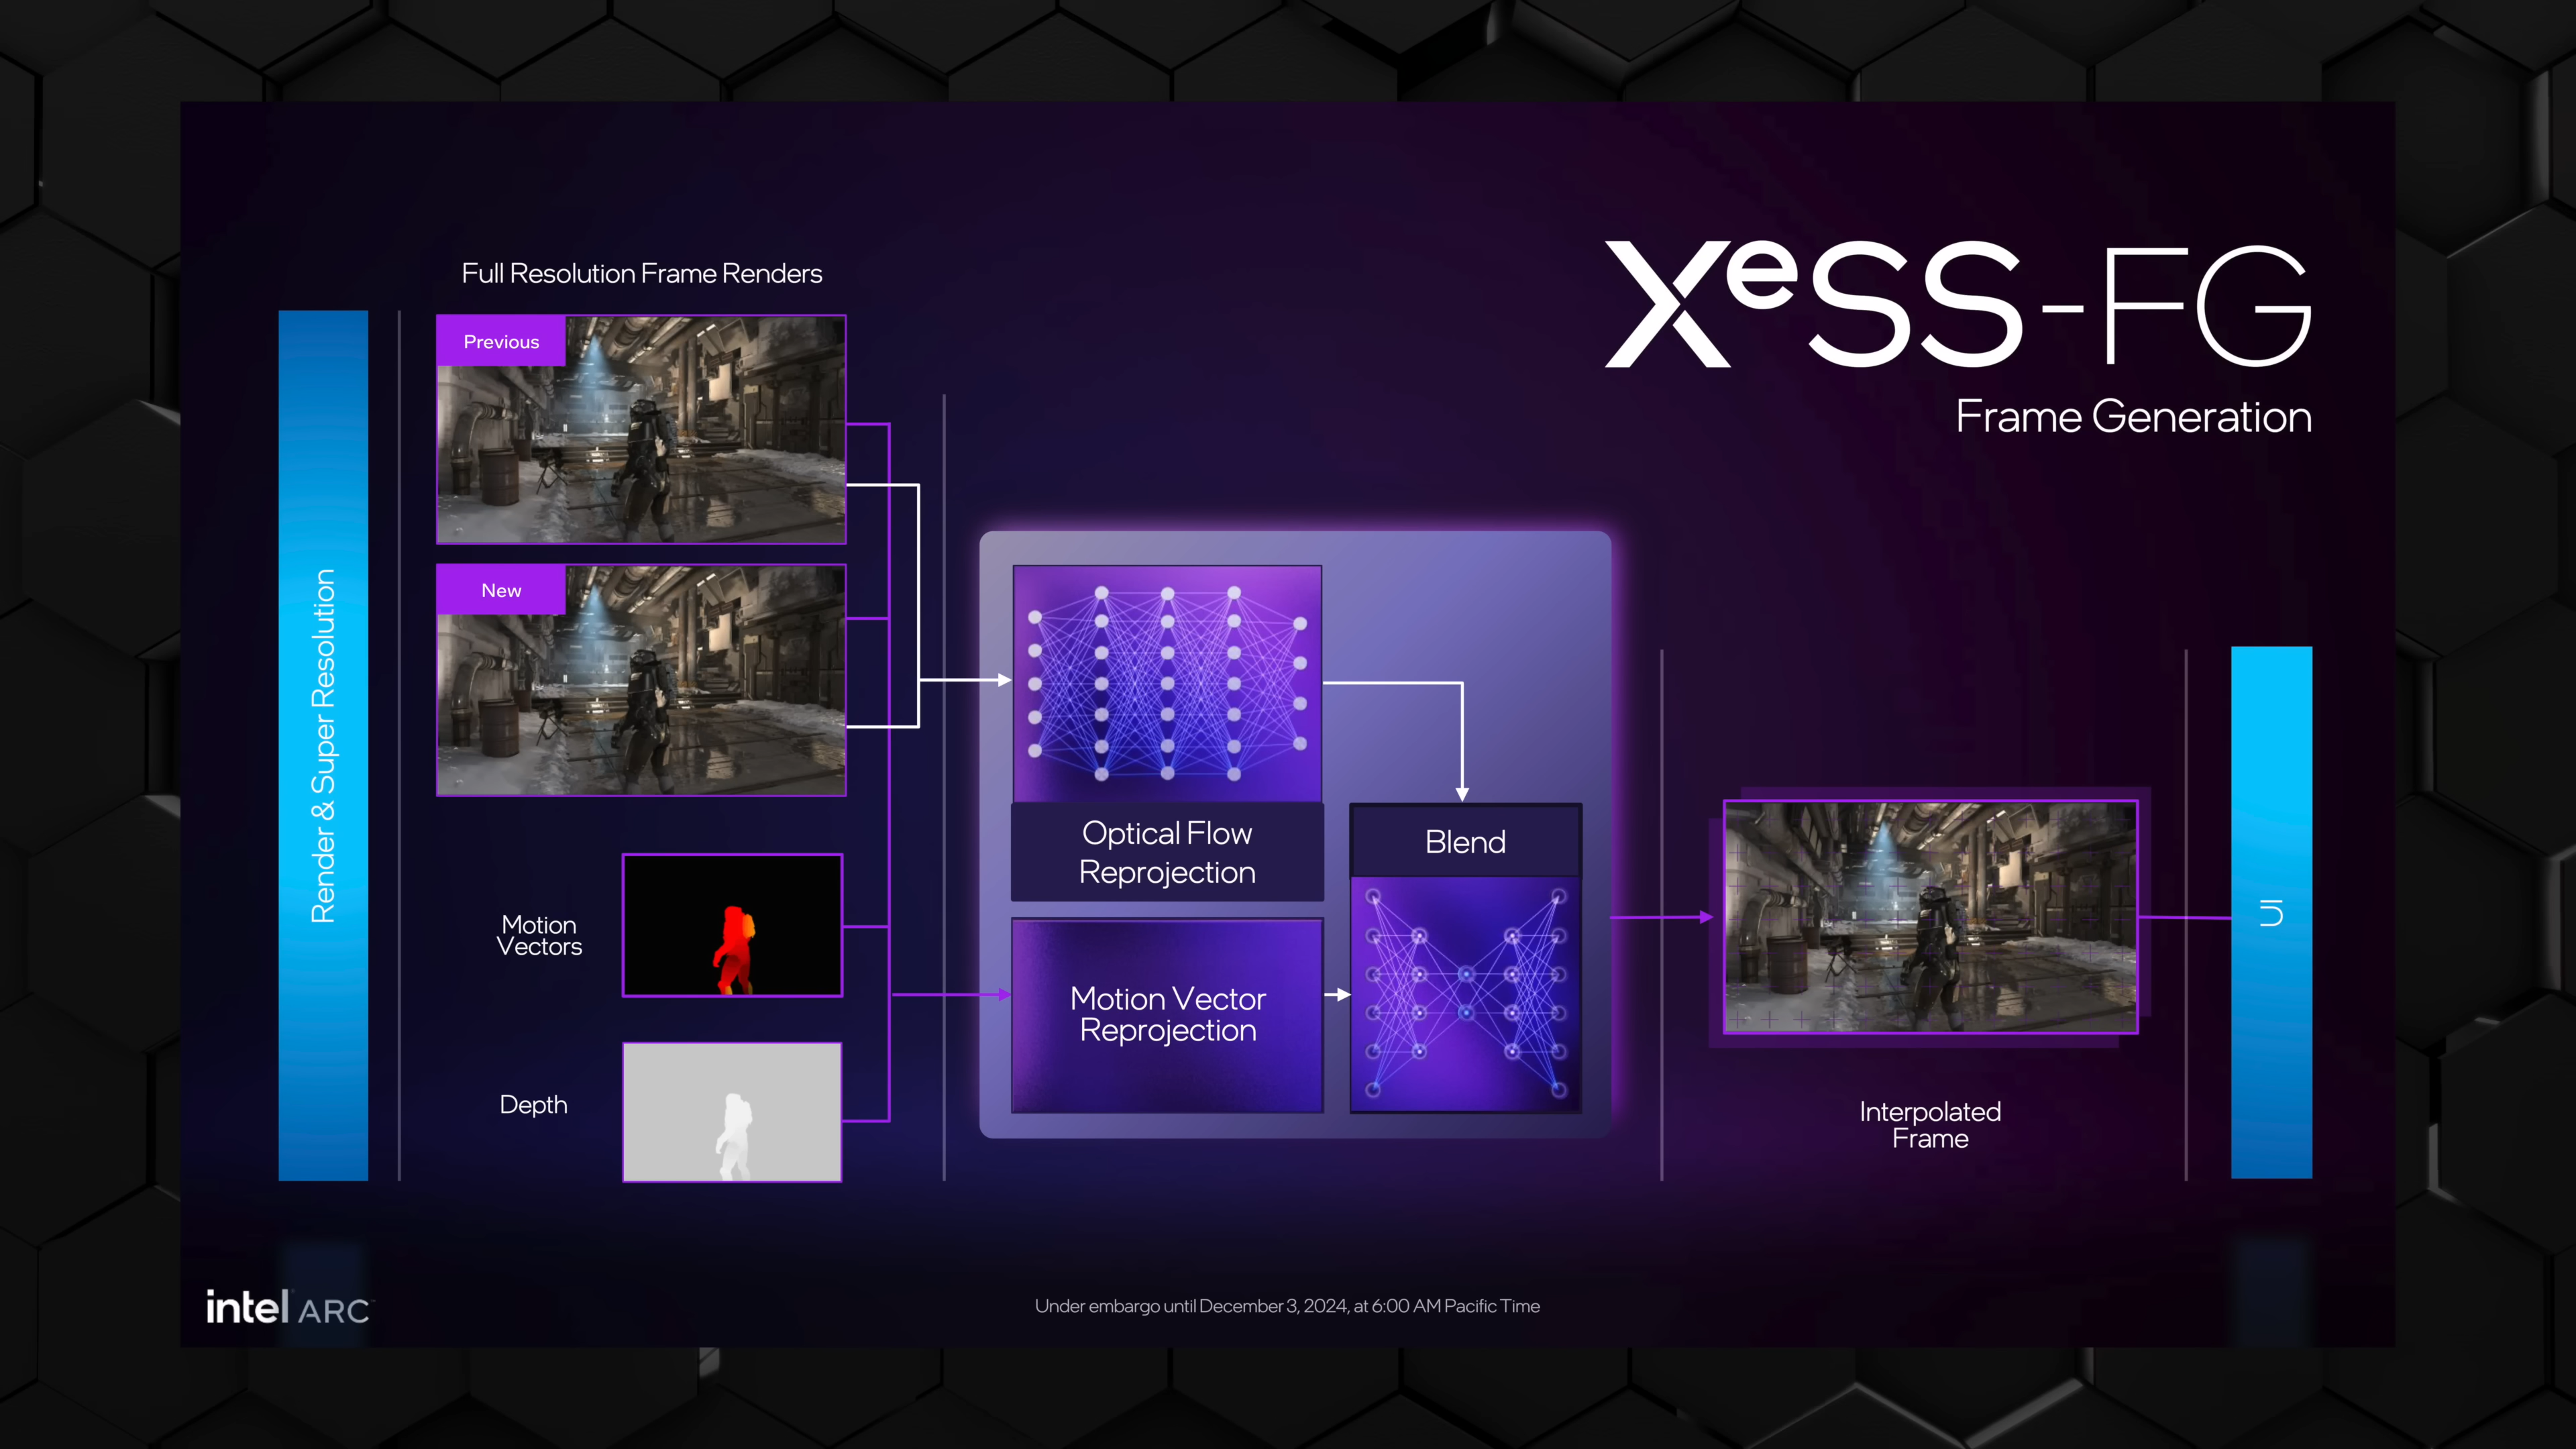 XeSS-FG
Frame Generation
Full Resolution Frame Renders
Previous
New
Render & Super Resolution
Motion
Vectors
Depth
Optical Flow
Reprojection
Motion Vector
Reprojection
Blend
Interpolated
Frame
UI
intel ARC
Under embargo until December 3, 2024, at 6:00 AM Pacific Time